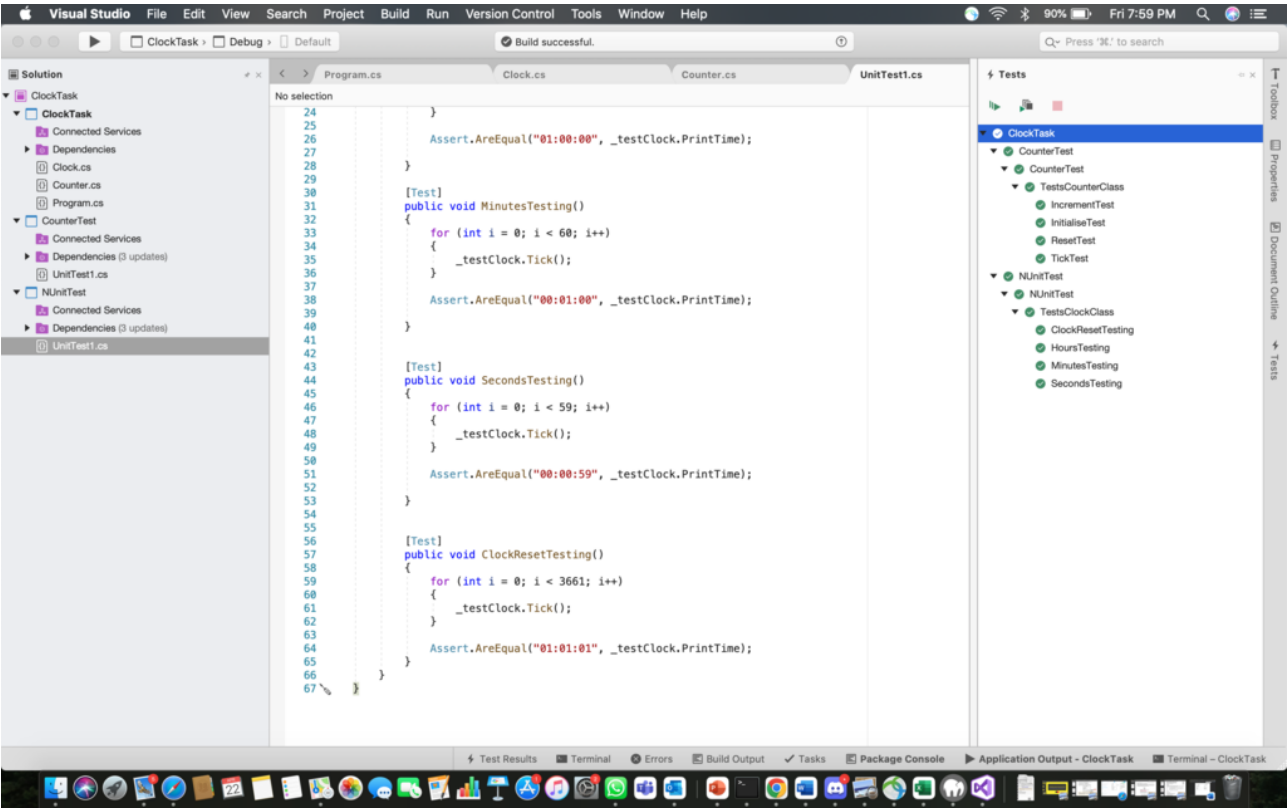 Visual Studio File Edit View Search Project Build Run Version Control Tools Window Help 90% Fri 7:59 PM
ClockTask › Debug › Default Build successful. Press '⌘.' to search
Solution
ClockTask
ClockTask
Connected Services
Dependencies
Clock.cs
Counter.cs
Program.cs
CounterTest
Connected Services
Dependencies (3 updates)
UnitTest1.cs
NUnitTest
Connected Services
Dependencies (3 updates)
UnitTest1.cs
Program.cs Clock.cs Counter.cs UnitTest1.cs
No selection
24 }
25
26 Assert.AreEqual("01:00:00", _testClock.PrintTime);
27
28 }
29
30 [Test]
31 public void MinutesTesting()
32 {
33 for (int i = 0; i < 60; i++)
34 {
35 _testClock.Tick();
36 }
37
38 Assert.AreEqual("00:01:00", _testClock.PrintTime);
39
40 }
41
42
43 [Test]
44 public void SecondsTesting()
45 {
46 for (int i = 0; i < 59; i++)
47 {
48 _testClock.Tick();
49 }
50
51 Assert.AreEqual("00:00:59", _testClock.PrintTime);
52
53 }
54
55
56 [Test]
57 public void ClockResetTesting()
58 {
59 for (int i = 0; i < 3661; i++)
60 {
61 _testClock.Tick();
62 }
63
64 Assert.AreEqual("01:01:01", _testClock.PrintTime);
65 }
66 }
67 }
Tests
ClockTask
CounterTest
CounterTest
TestsCounterClass
IncrementTest
InitialiseTest
ResetTest
TickTest
NUnitTest
NUnitTest
TestsClockClass
ClockResetTesting
HoursTesting
MinutesTesting
SecondsTesting
Toolbox
Properties
Document Outline
Tests
Test Results Terminal Errors Build Output Tasks Package Console Application Output - ClockTask Terminal – ClockTask
22